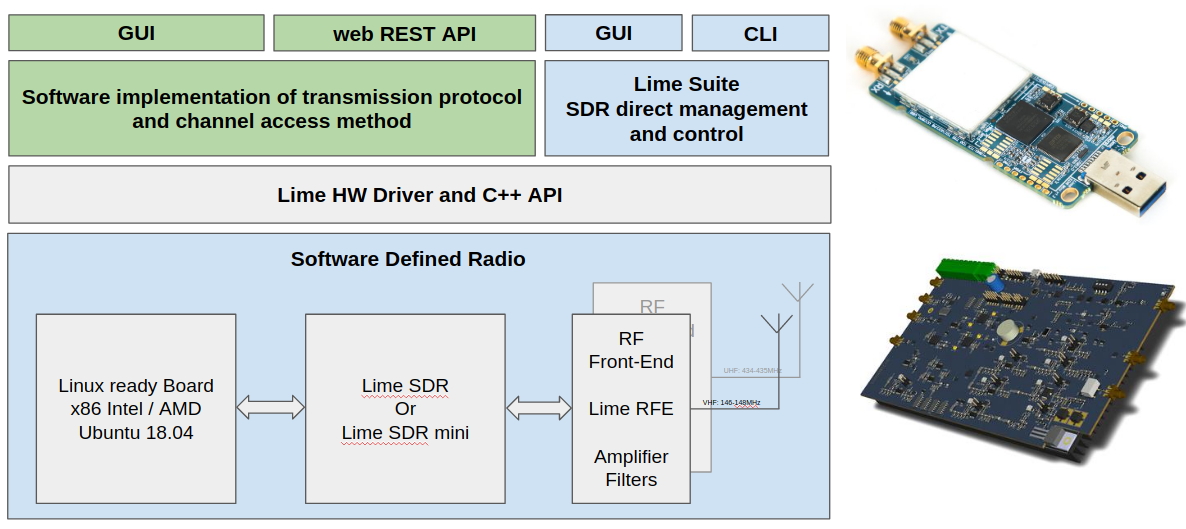 GUI
web REST API
GUI
CLI
Software implementation of transmission protocol
and channel access method
Lime Suite
SDR direct management
and control
Lime HW Driver and C++ API
Software Defined Radio
Linux ready Board
x86 Intel / AMD
Ubuntu 18.04
Lime SDR
Or
Lime SDR mini
RF
RF
Front-End
Lime RFE
Amplifier
Filters
UHF: 434-435MHz
VHF: 146-148MHz